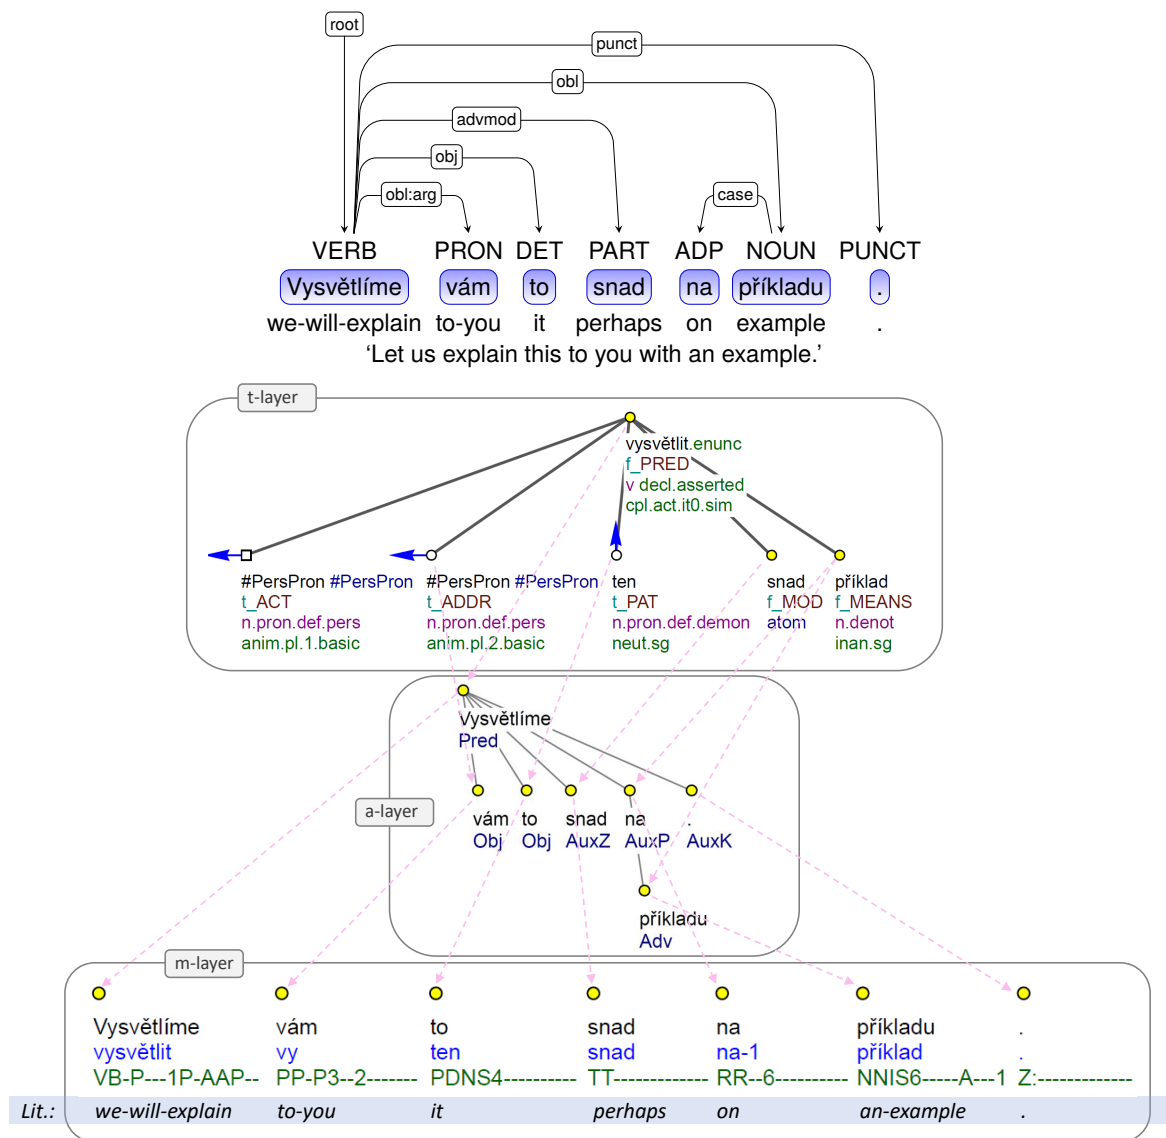 root
punct
obl
advmod
obj
obl:arg case
VERB PRON DET PART ADP NOUN PUNCT
Vysvětlíme vám to snad na příkladu .
we-will-explain to-you it perhaps on example .
‘Let us explain this to you with an example.’
t-layer
vysvětlit.enunc
f_PRED
v decl.asserted
cpl.act.it0.sim
#PersPron #PersPron #PersPron #PersPron ten snad příklad
t_ACT t_ADDR t_PAT f_MOD f_MEANS
n.pron.def.pers n.pron.def.pers n.pron.def.demon atom n.denot
anim.pl.1.basic anim.pl.2.basic neut.sg inan.sg
Vysvětlíme
Pred
a-layer
vám to snad na .
Obj Obj AuxZ AuxP AuxK
příkladu
Adv
m-layer
Vysvětlíme vám to snad na příkladu .
vysvětlit vy ten snad na-1 příklad .
VB-P---1P-AAP-- PP-P3--2------- PDNS4---------- TT------------- RR--6---------- NNIS6-----A---1 Z:-------------
Lit.: we-will-explain to-you it perhaps on an-example .